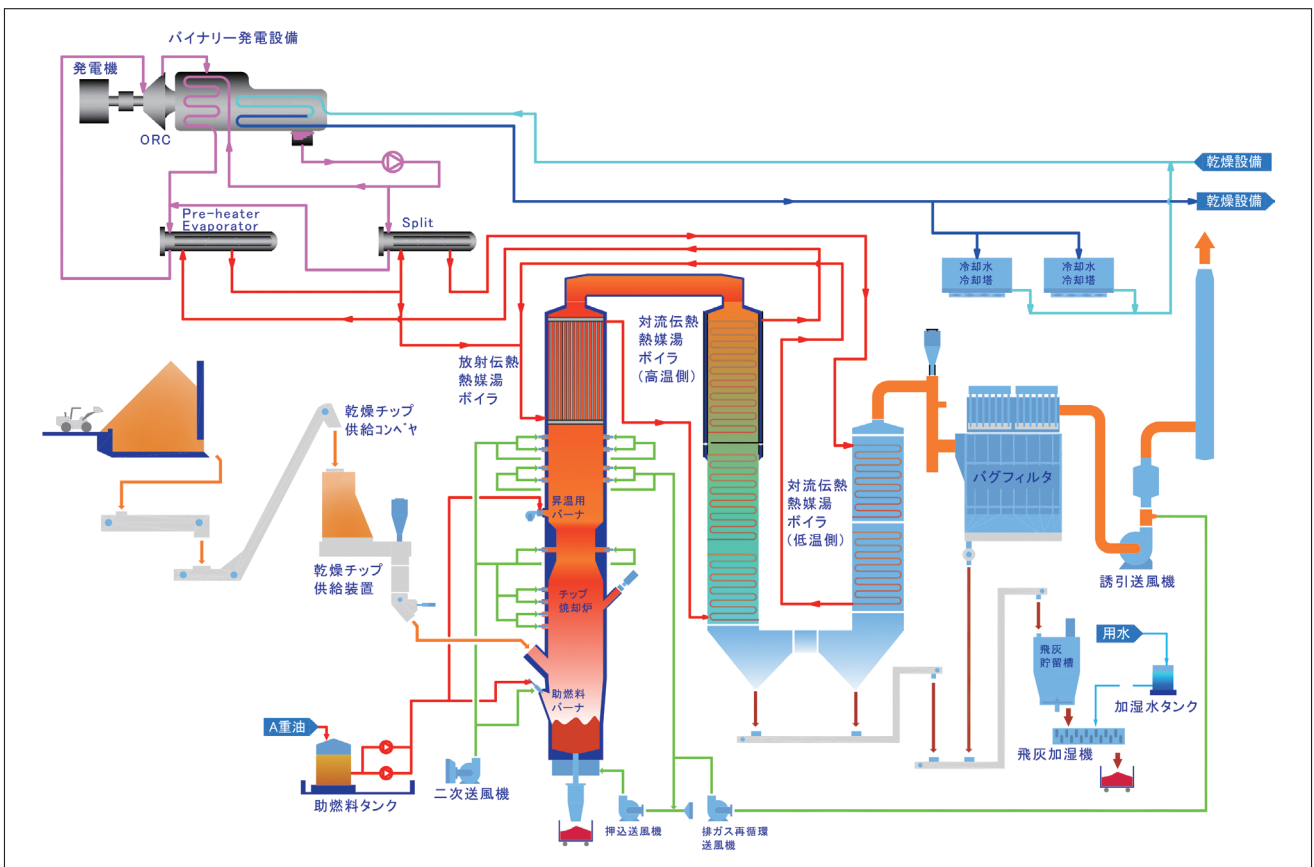 バイナリー発電設備
発電機
ORC
乾燥設備
乾燥設備
Pre-heater
Evaporator
Split
冷却水
冷却塔
冷却水
冷却塔
対流伝熱
熱媒湯
ボイラ
(高温側)
放射伝熱
熱媒湯
ボイラ
乾燥チップ
供給コンベヤ
バグフィルタ
対流伝熱
熱媒湯
ボイラ
(低温側)
昇温用
バーナ
乾燥チップ
供給装置
チップ
焼却炉
誘引送風機
用水
飛灰
貯留槽
助燃料
バーナ
加湿水タンク
A重油
飛灰加湿機
二次送風機
助燃料タンク
押込送風機
排ガス再循環
送風機